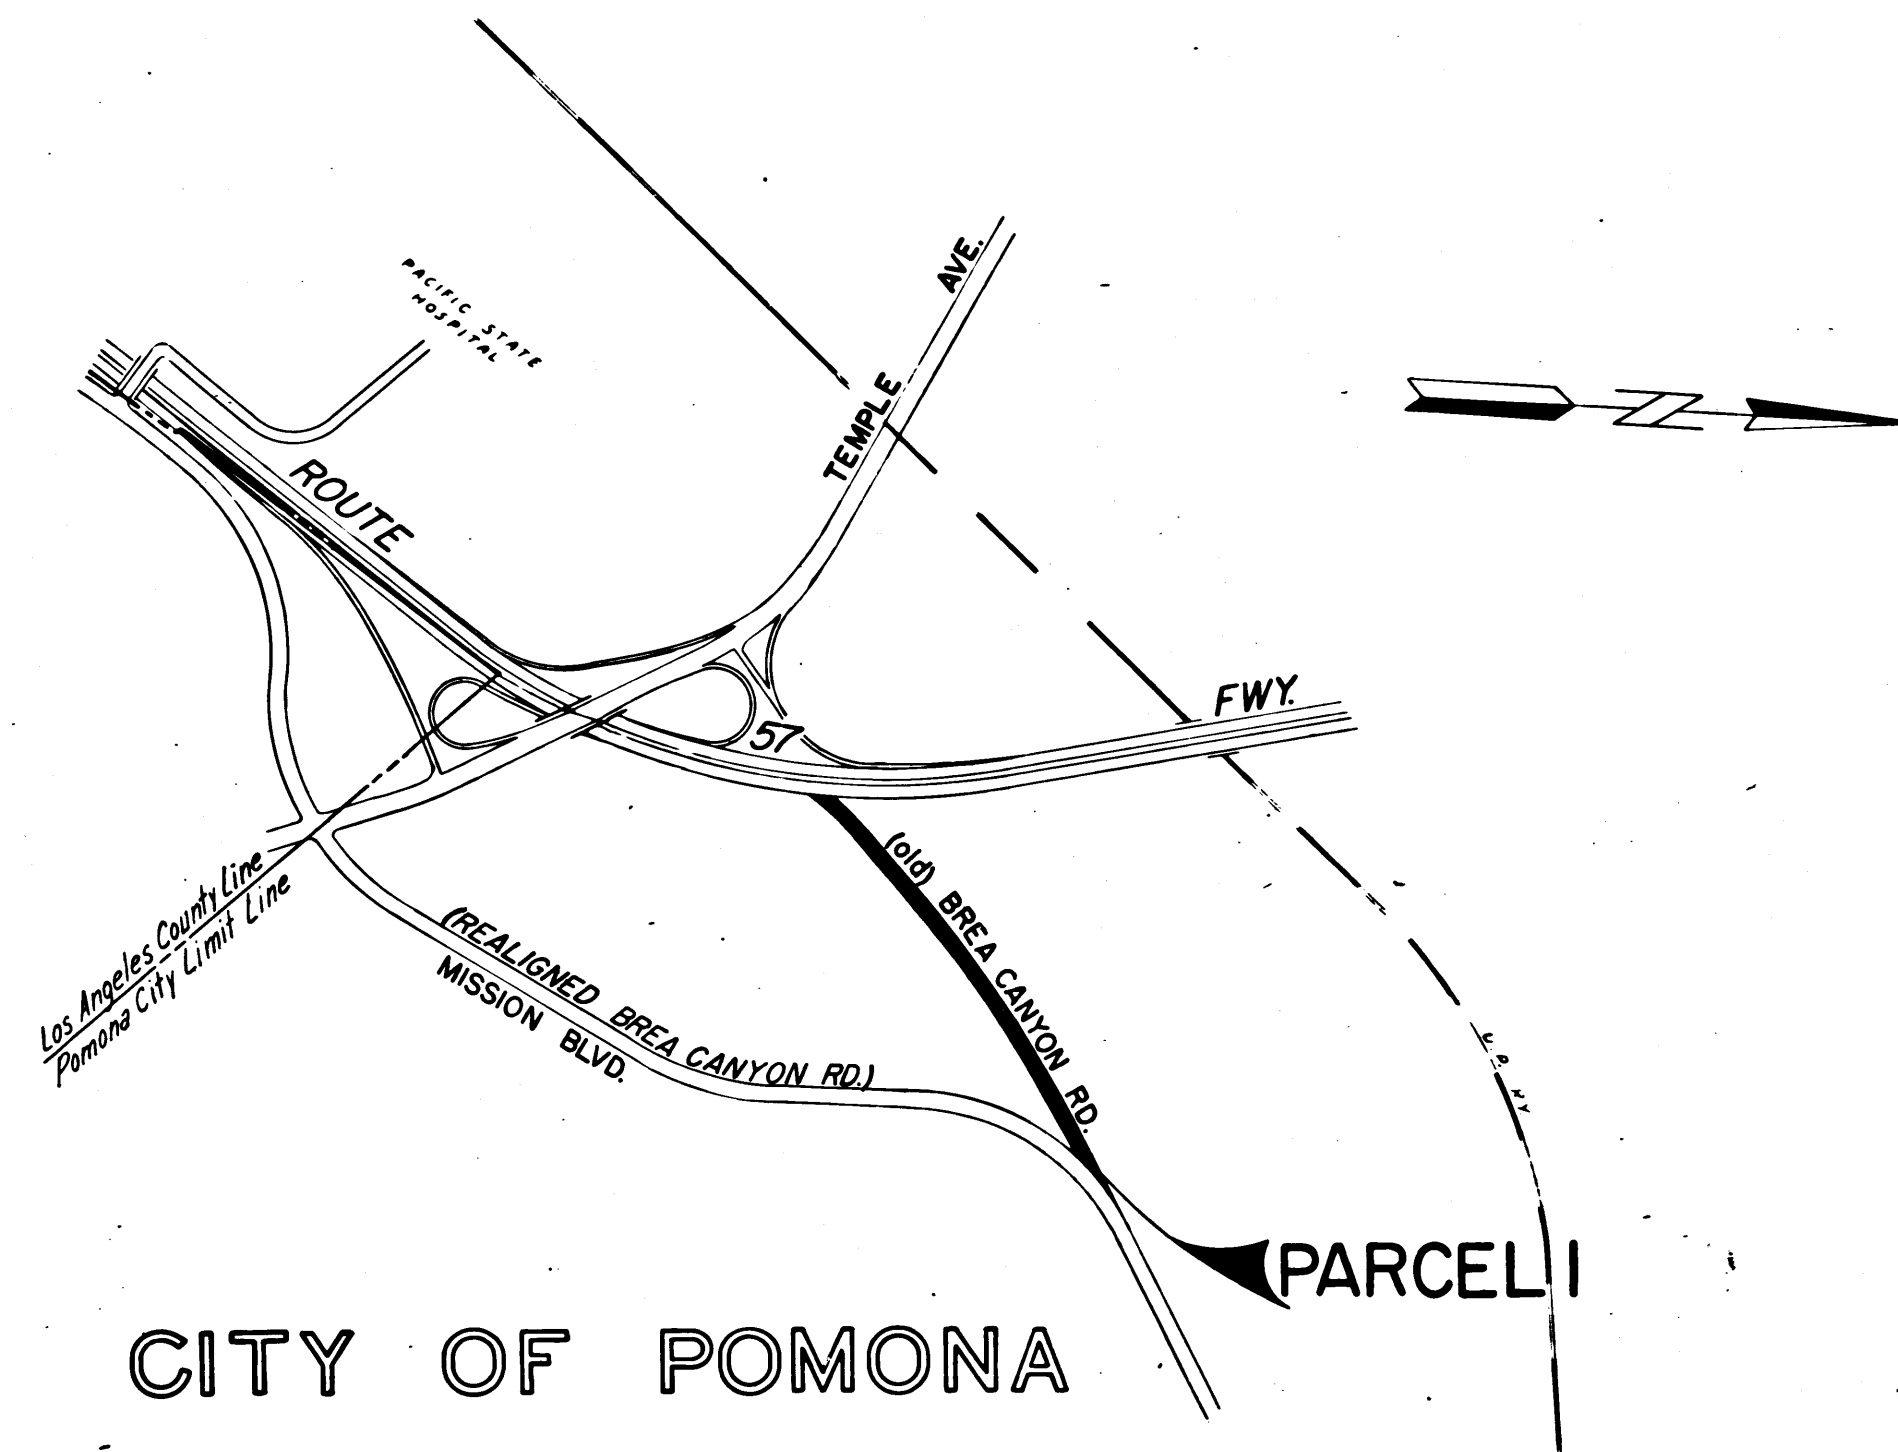 PACIFIC STATE
HOSPITAL
TEMPLE AVE.
ROUTE 57 FWY.
N
(old) BREA CANYON RD.
Los Angeles County Line
Pomona City Limit Line
(REALIGNED BREA CANYON RD.)
MISSION BLVD.
U. P. RY
PARCEL 1
CITY OF POMONA